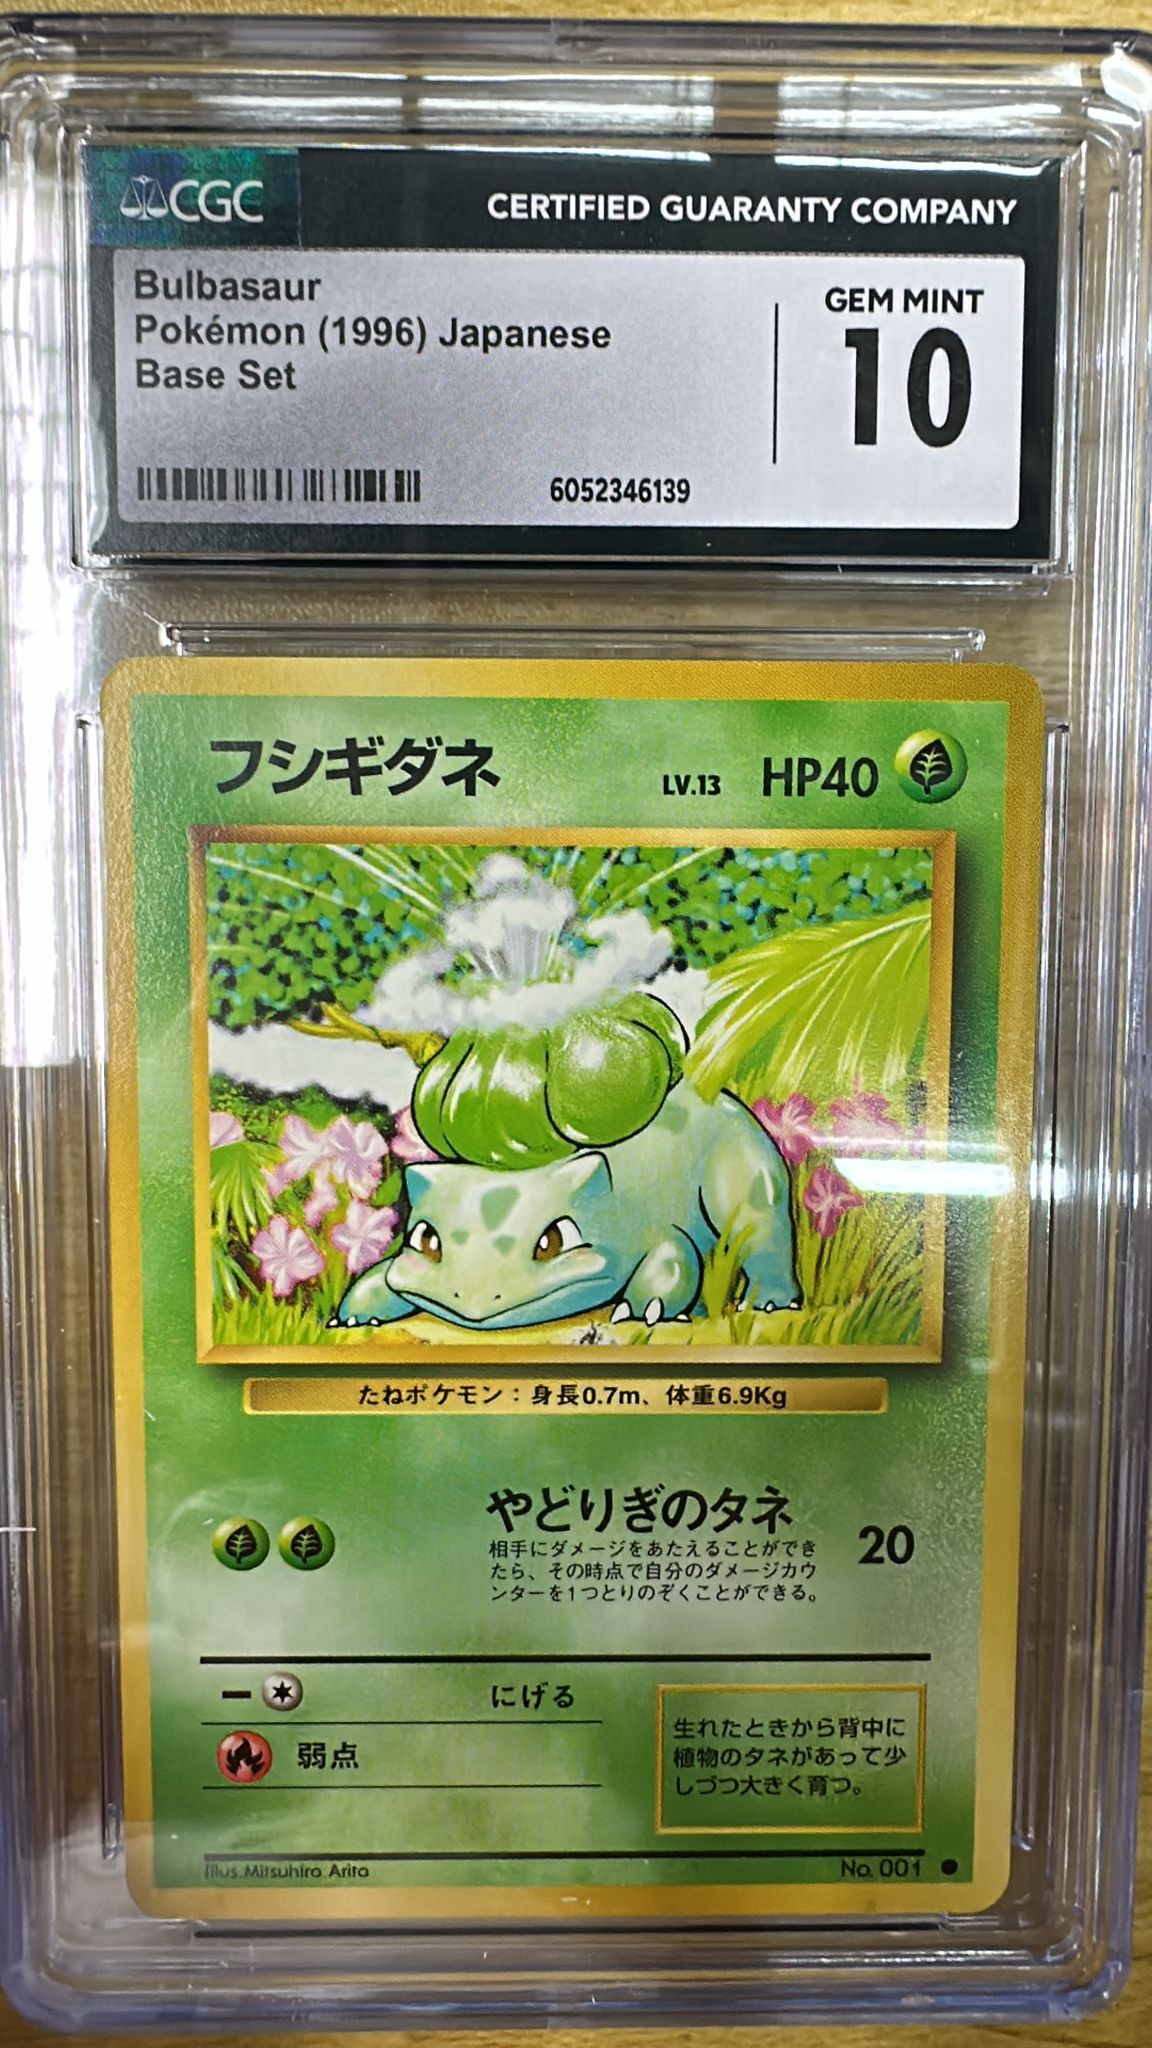 CGC
CERTIFIED GUARANTY COMPANY
Bulbasaur
Pokémon (1996) Japanese
Base Set
GEM MINT
10
6052346139
フシギダネ
LV.13 HP40
たねポケモン：身長0.7m、体重6.9Kg
やどりぎのタネ
相手にダメージをあたえることができ
たら、その時点で自分のダメージカウ
ンターを1つとりのぞくことができる。
20
にげる
弱点
生れたときから背中に
植物のタネがあって少
しづつ大きく育つ。
Illus.Mitsuhiro Arita
No. 001